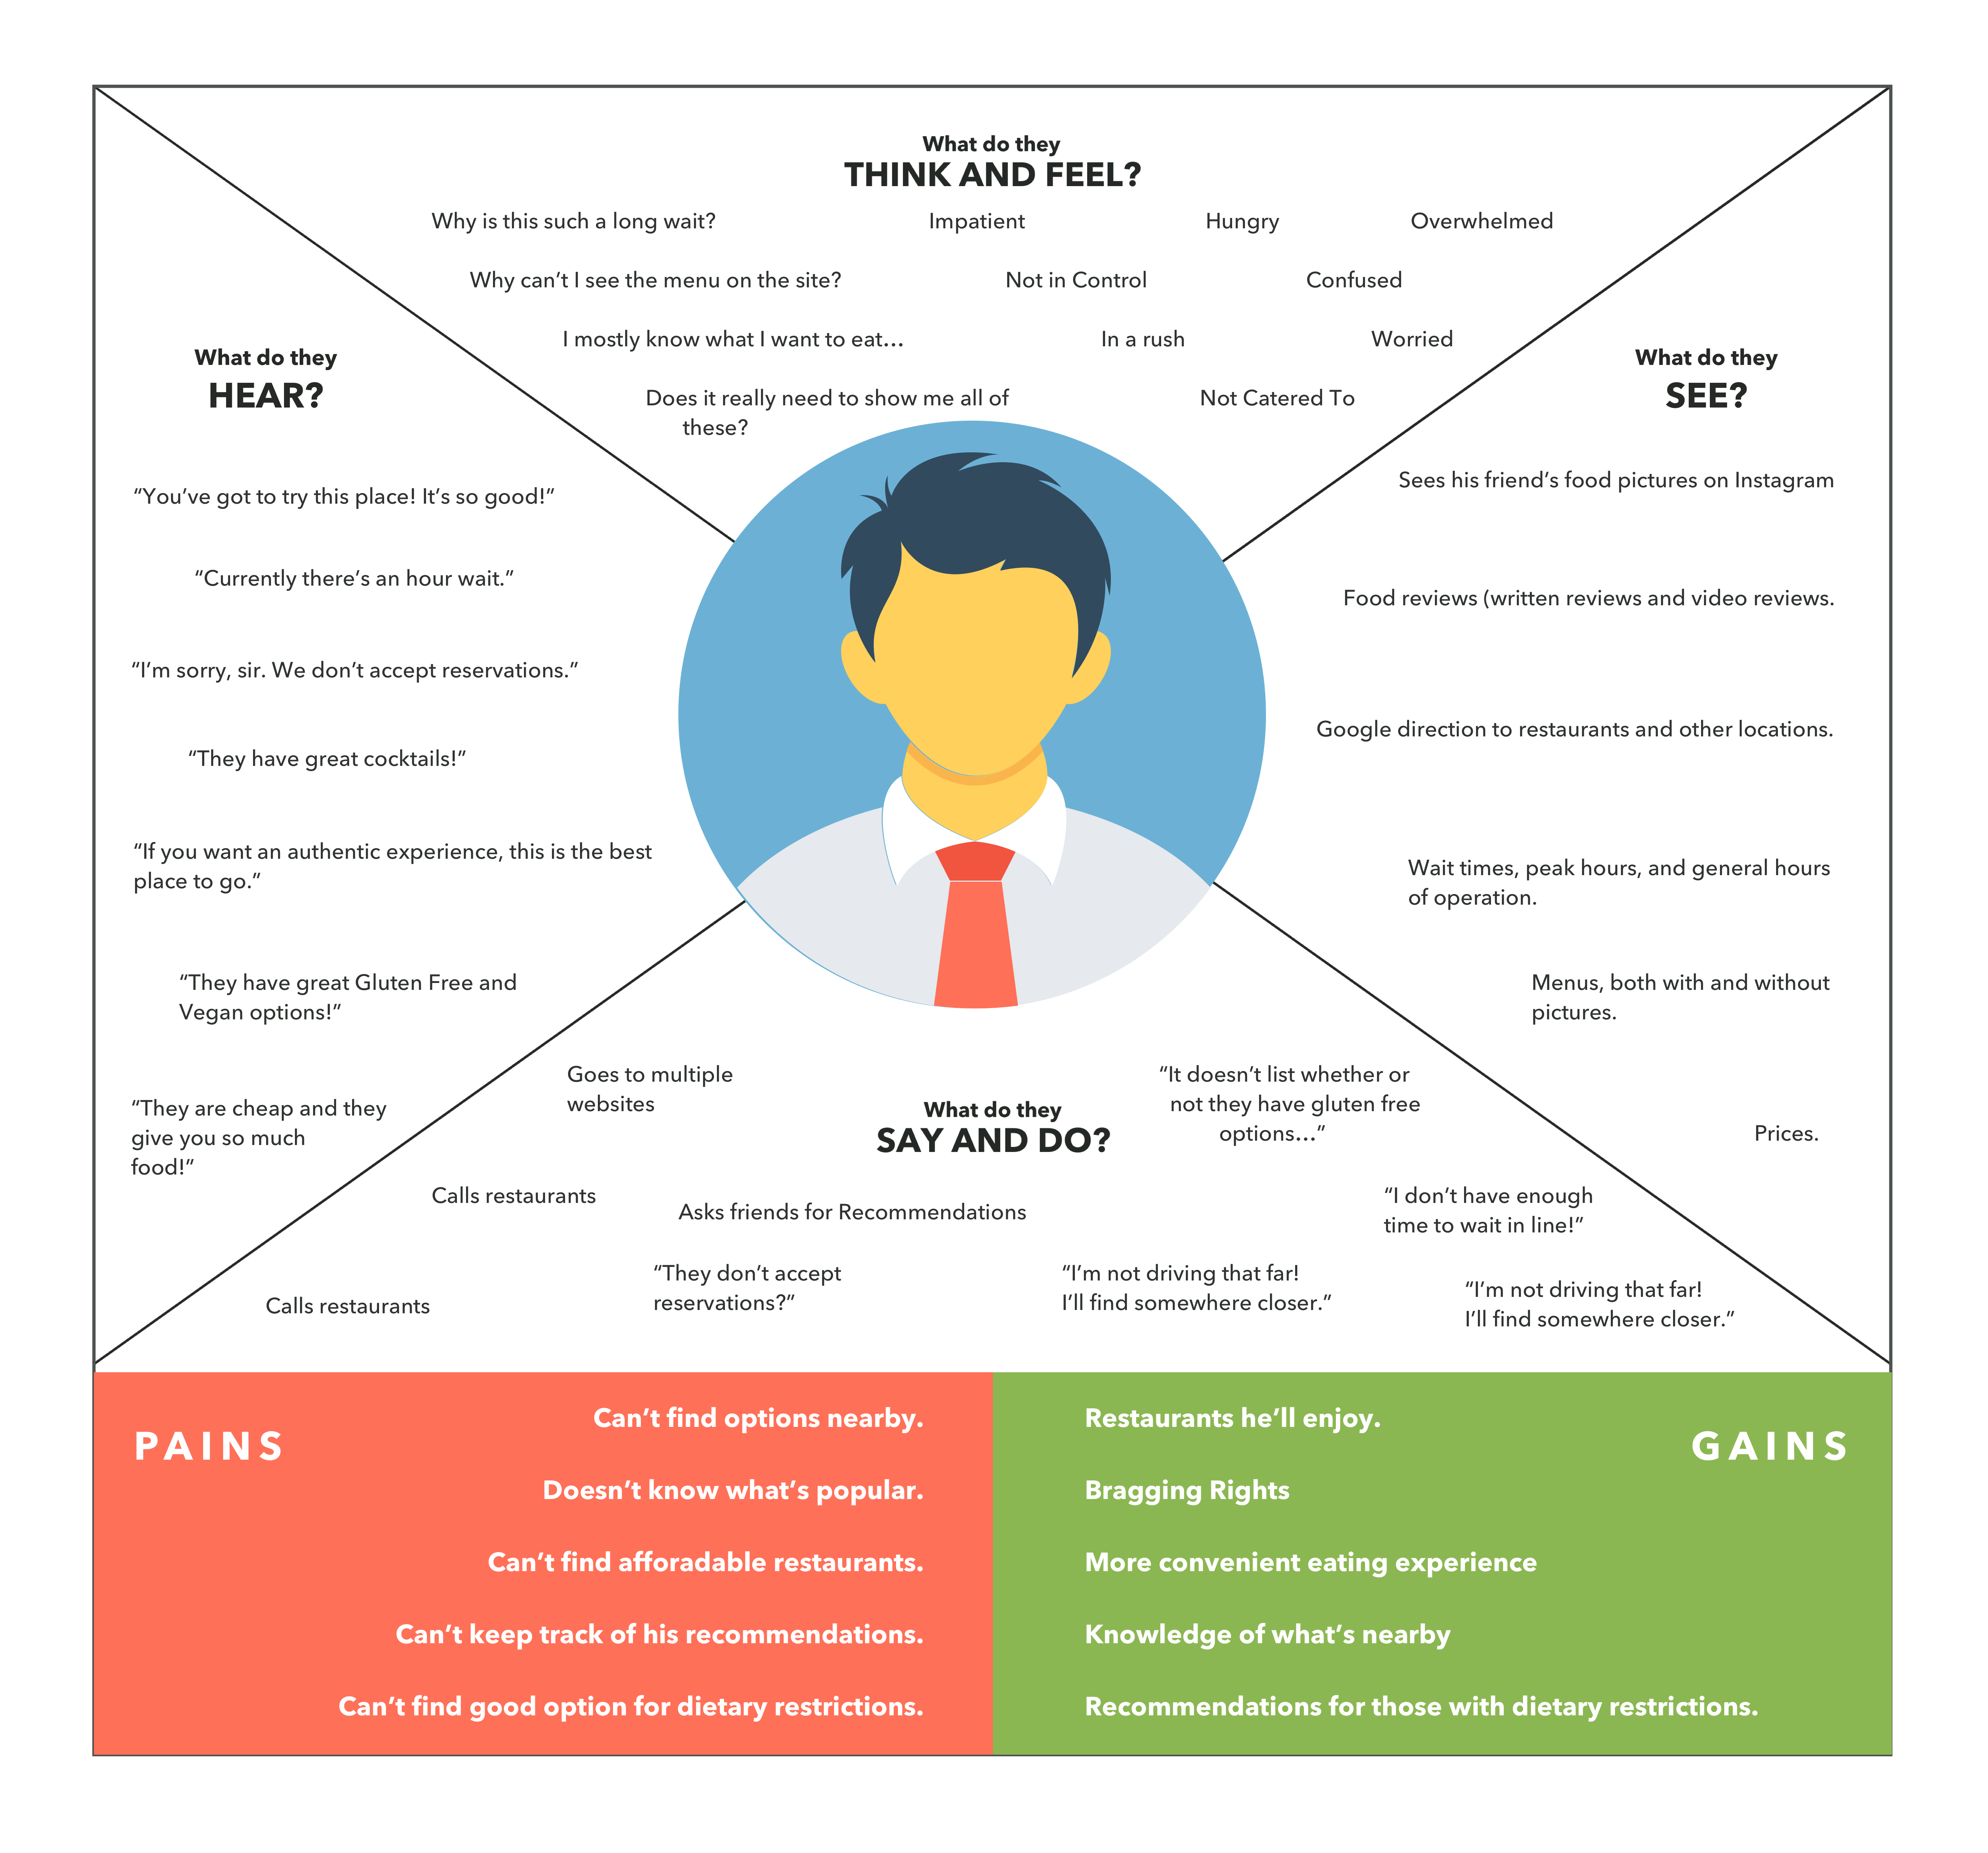 What do they
THINK AND FEEL?
Why is this such a long wait?
Impatient
Hungry
Overwhelmed
Why can’t I see the menu on the site?
Not in Control
Confused
I mostly know what I want to eat…
In a rush
Worried
Does it really need to show me all of
these?
Not Catered To
What do they
HEAR?
“You’ve got to try this place! It’s so good!”
“Currently there’s an hour wait.”
“I’m sorry, sir. We don’t accept reservations.”
“They have great cocktails!”
“If you want an authentic experience, this is the best
place to go.”
“They have great Gluten Free and
Vegan options!”
“They are cheap and they
give you so much
food!”
What do they
SEE?
Sees his friend’s food pictures on Instagram
Food reviews (written reviews and video reviews.
Google direction to restaurants and other locations.
Wait times, peak hours, and general hours
of operation.
Menus, both with and without
pictures.
Prices.
What do they
SAY AND DO?
Goes to multiple
websites
“It doesn’t list whether or
not they have gluten free
options…”
Calls restaurants
Asks friends for Recommendations
“I don’t have enough
time to wait in line!”
Calls restaurants
“They don’t accept
reservations?”
“I’m not driving that far!
I’ll find somewhere closer.”
“I’m not driving that far!
I’ll find somewhere closer.”
PAINS
Can’t find options nearby.
Doesn’t know what’s popular.
Can’t find afforadable restaurants.
Can’t keep track of his recommendations.
Can’t find good option for dietary restrictions.
GAINS
Restaurants he’ll enjoy.
Bragging Rights
More convenient eating experience
Knowledge of what’s nearby
Recommendations for those with dietary restrictions.